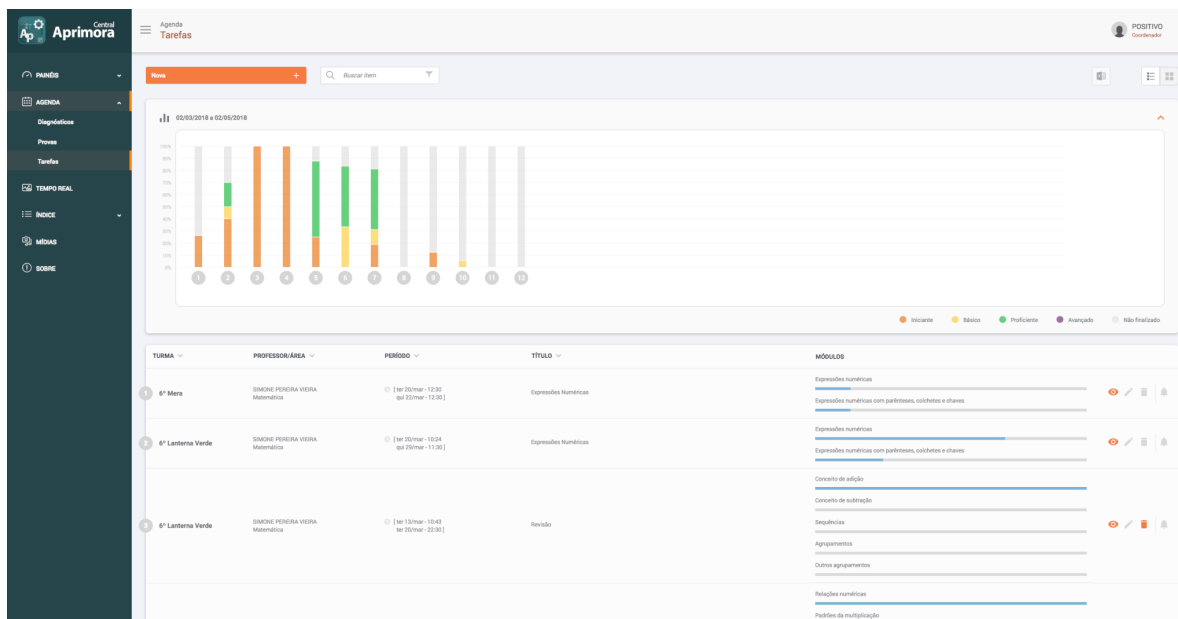 Ap
Central
Aprimora
Agenda
Tarefas
POSITIVO
Coordenador
PAINÉIS
AGENDA
Diagnósticos
Provas
Tarefas
TEMPO REAL
ÍNDICE
MÍDIAS
SOBRE
Nova +
Buscar item
02/03/2018 a 02/05/2018
100%
90%
80%
70%
60%
50%
40%
30%
20%
10%
0%
1 2 3 4 5 6 7 8 9 10 11 12
Iniciante Básico Proficiente Avançado Não finalizado
TURMA PROFESSOR/ÁREA PERÍODO TÍTULO MÓDULOS
1 6º Mera
SIMONE PEREIRA VIEIRA
Matemática
[ ter 20/mar - 12:30
qui 22/mar - 12:30 ]
Expressões Numéricas
Expressões numéricas
Expressões numéricas com parênteses, colchetes e chaves
2 6º Lanterna Verde
SIMONE PEREIRA VIEIRA
Matemática
[ ter 20/mar - 10:24
qui 29/mar - 11:30 ]
Expressões Numéricas
Expressões numéricas
Expressões numéricas com parênteses, colchetes e chaves
3 6º Lanterna Verde
SIMONE PEREIRA VIEIRA
Matemática
[ ter 13/mar - 10:43
ter 20/mar - 22:30 ]
Revisão
Conceito de adição
Conceito de subtração
Sequências
Agrupamentos
Outros agrupamentos
Relações numéricas
Padrões da multiplicação